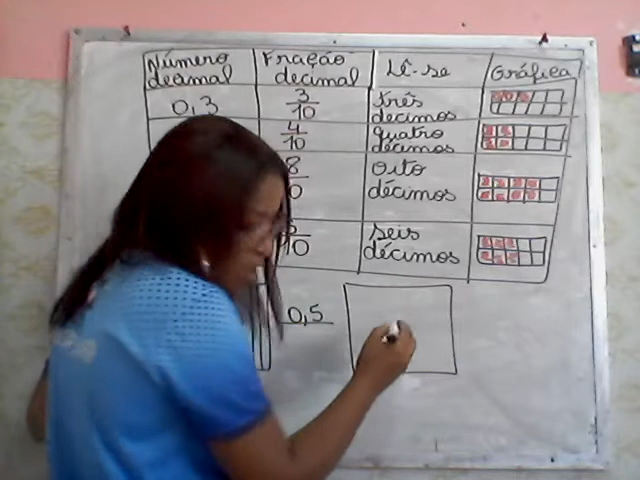 Número decimal
Fração decimal
Lê-se
Gráfica
0,3
3/10
três décimos
4/10
quatro décimos
8
oito décimos
10
seis décimos
0,5